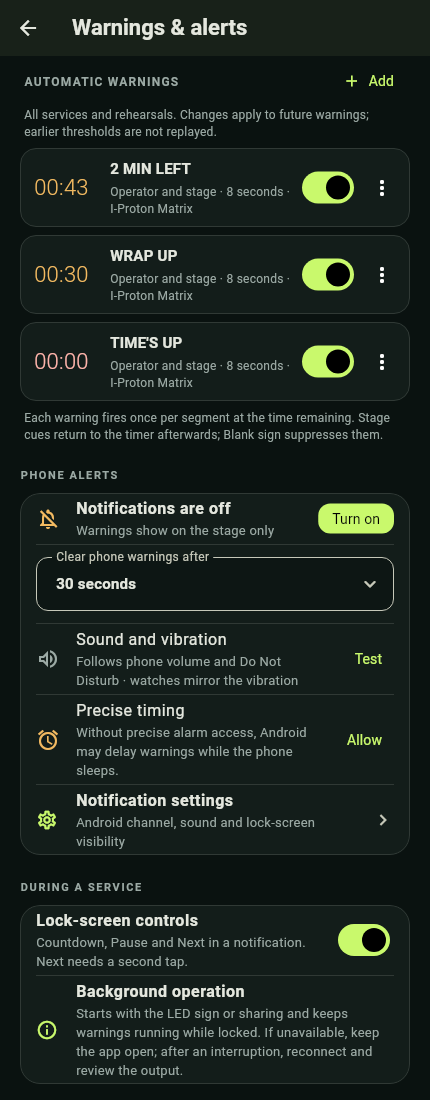 Warnings & alerts
AUTOMATIC WARNINGS
+ Add
All services and rehearsals. Changes apply to future warnings;
earlier thresholds are not replayed.
00:43
2 MIN LEFT
Operator and stage · 8 seconds ·
I-Proton Matrix
00:30
WRAP UP
Operator and stage · 8 seconds ·
I-Proton Matrix
00:00
TIME'S UP
Operator and stage · 8 seconds ·
I-Proton Matrix
Each warning fires once per segment at the time remaining. Stage
cues return to the timer afterwards; Blank sign suppresses them.
PHONE ALERTS
Notifications are off
Warnings show on the stage only
Turn on
Clear phone warnings after
30 seconds
Sound and vibration
Follows phone volume and Do Not
Disturb · watches mirror the vibration
Test
Precise timing
Without precise alarm access, Android
may delay warnings while the phone
sleeps.
Allow
Notification settings
Android channel, sound and lock-screen
visibility
DURING A SERVICE
Lock-screen controls
Countdown, Pause and Next in a notification.
Next needs a second tap.
Background operation
Starts with the LED sign or sharing and keeps
warnings running while locked. If unavailable, keep
the app open; after an interruption, reconnect and
review the output.